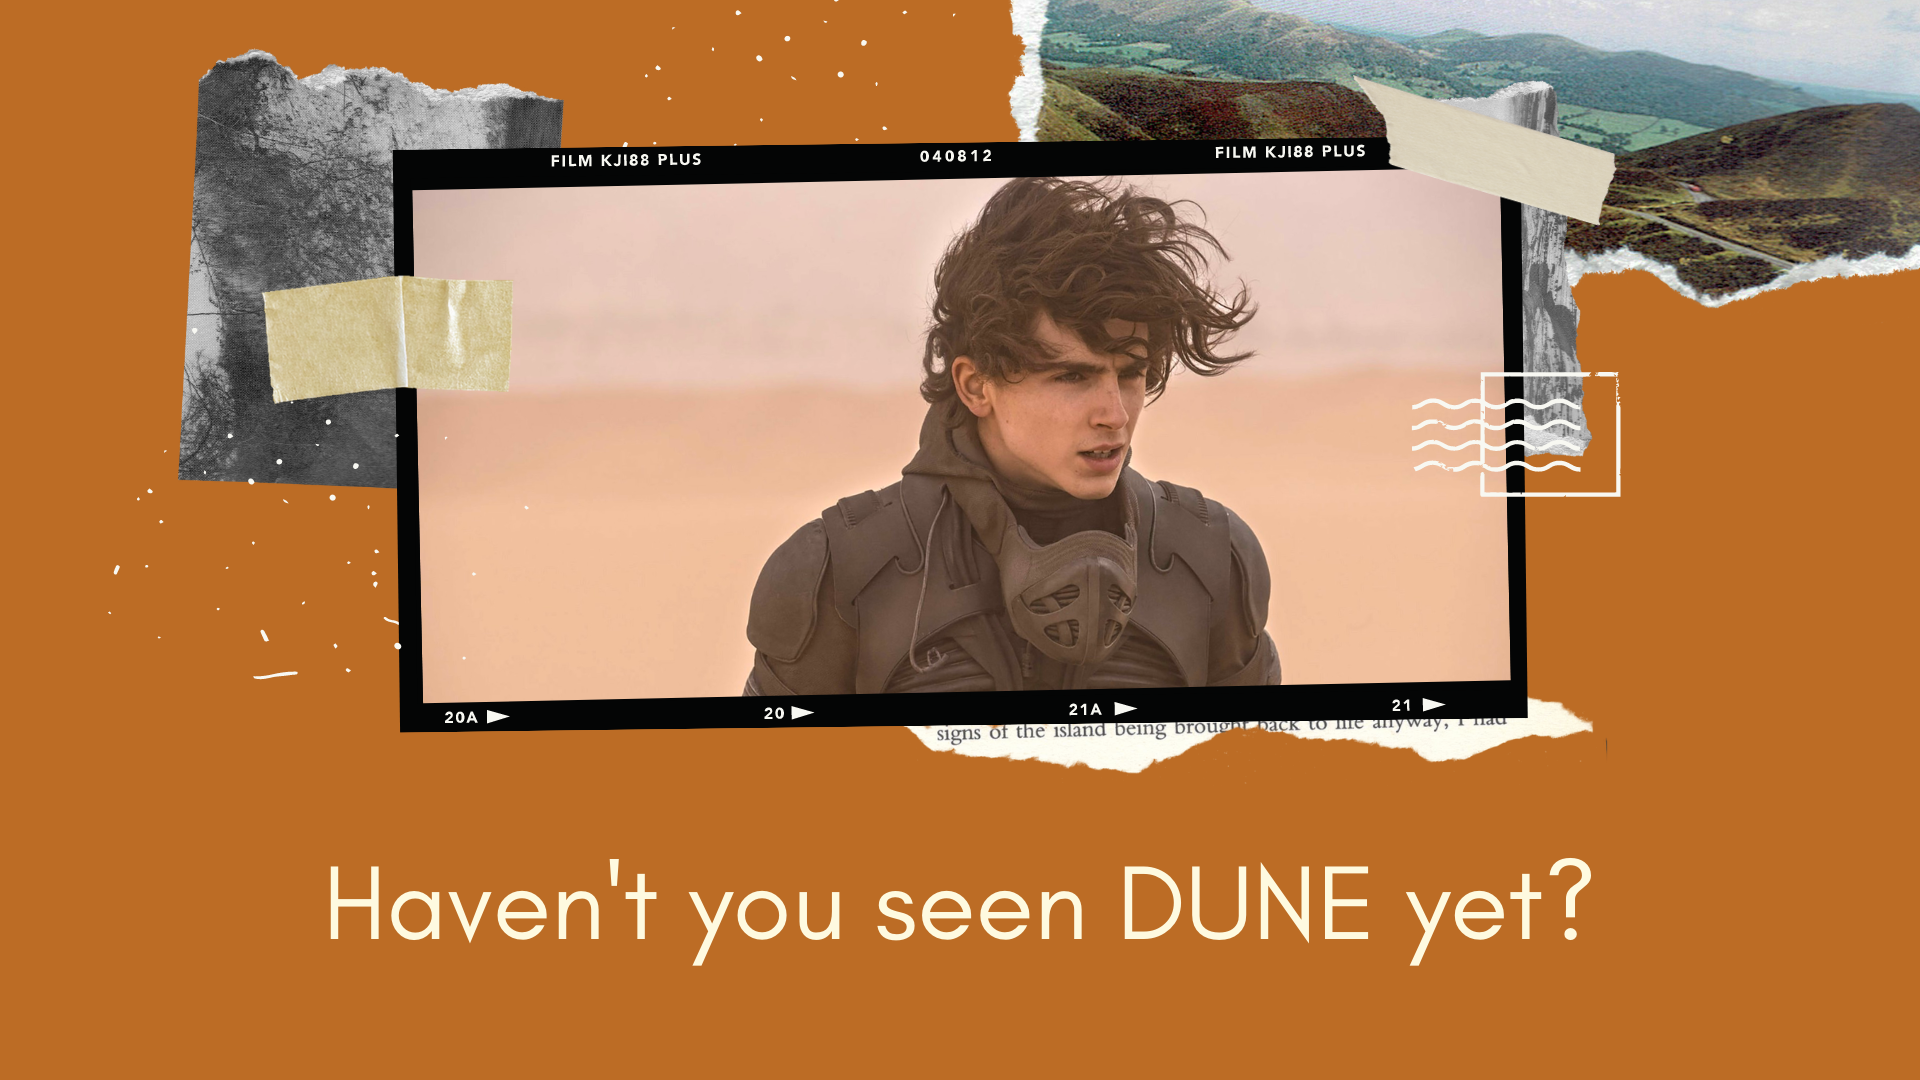 FILM KJI88 PLUS 040812 FILM KJI88 PLUS
20A 20 21A 21
signs of the island being brought back to life anyway, I had
Haven't you seen DUNE yet?